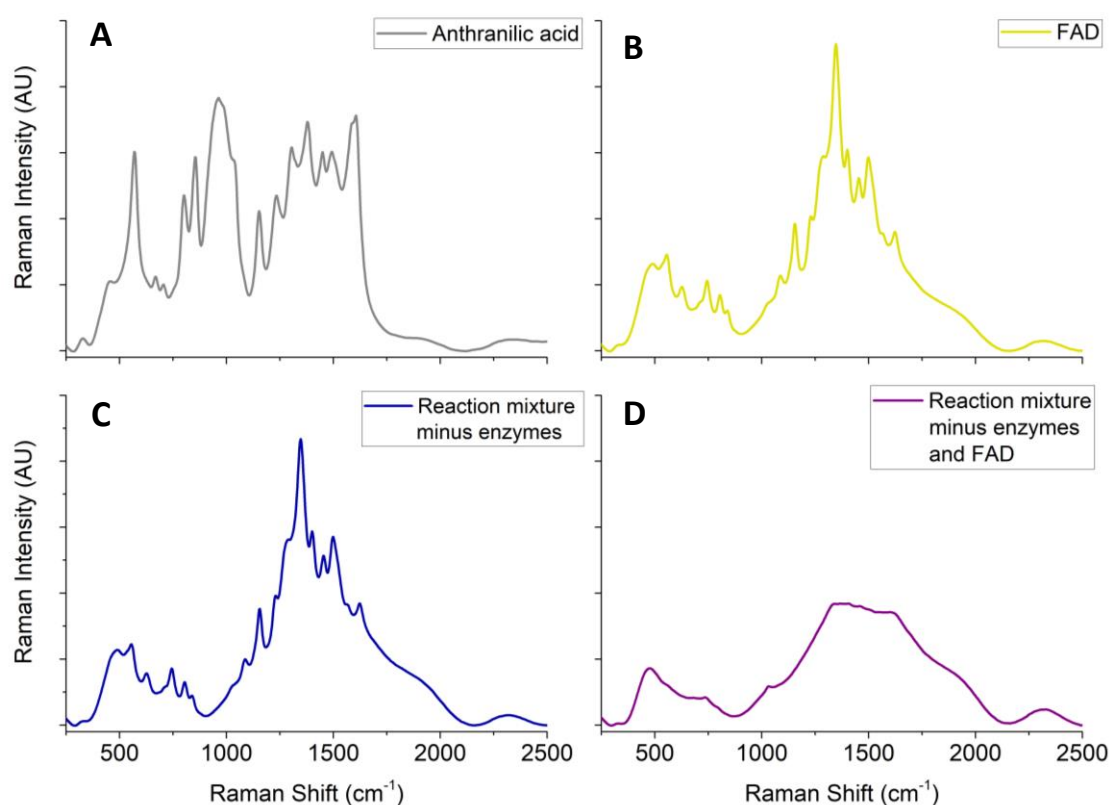 A
Anthranilic acid
B
FAD
Raman Intensity (AU)
C
Reaction mixture
minus enzymes
D
Reaction mixture
minus enzymes
and FAD
Raman Intensity (AU)
500 1000 1500 2000 2500
500 1000 1500 2000 2500
Raman Shift (cm⁻¹)
Raman Shift (cm⁻¹)